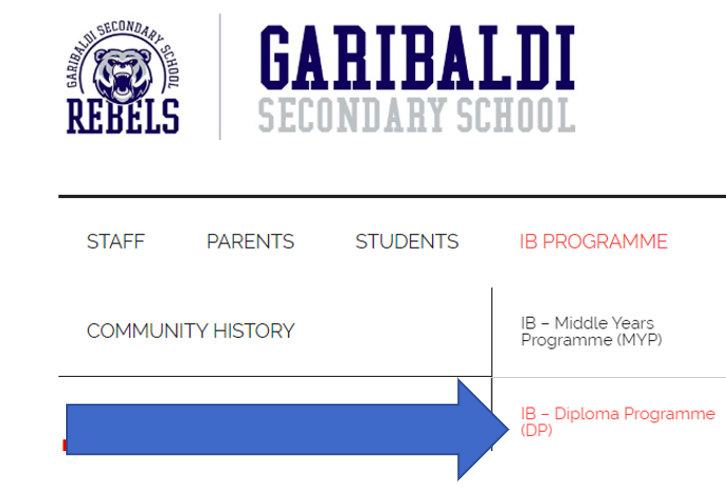 GARIBALDI SECONDARY SCHOOL
REBELS
GARIBALDI
SECONDARY SCHOOL
STAFF PARENTS STUDENTS IB PROGRAMME
COMMUNITY HISTORY
IB – Middle Years
Programme (MYP)
IB – Diploma Programme
(DP)